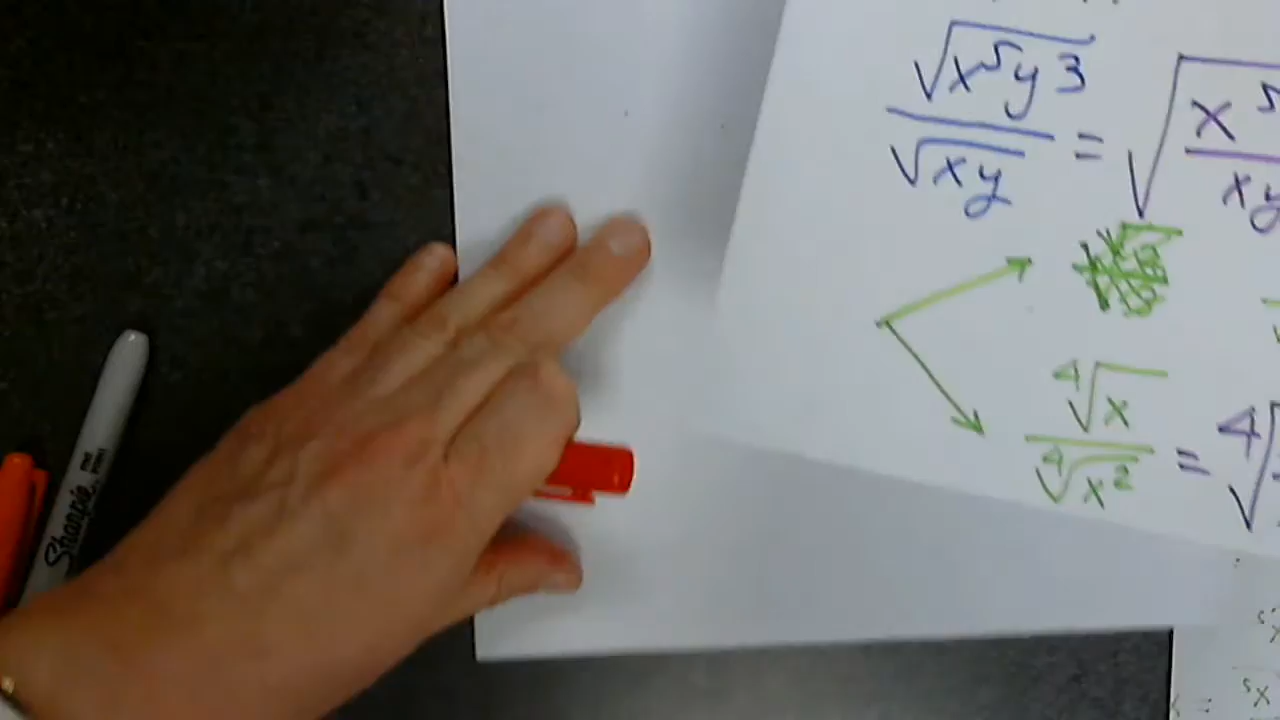 √x⁵y³ / √xy = √x⁵ / xy
⁴√x / ⁴√x² = ⁴√
Sharpie